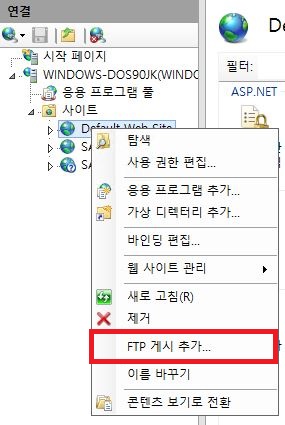 연결
De
시작 페이지
WINDOWS-DOS90JK(WIND
응용 프로그램 풀
사이트
Default Web Site
SA
SA
필터:
ASP.NET
탐색
사용 권한 편집...
응용 프로그램 추가...
가상 디렉터리 추가...
바인딩 편집...
웹 사이트 관리
새로 고침(R)
제거
FTP 게시 추가...
이름 바꾸기
콘텐츠 보기로 전환